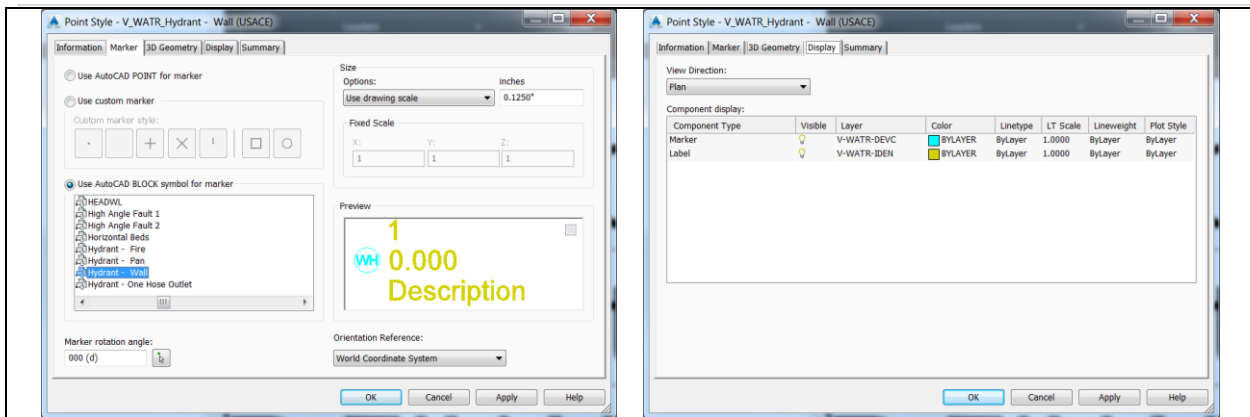 Point Style - V_WATR_Hydrant -  Wall (USACE)
Information Marker 3D Geometry Display Summary
Use AutoCAD POINT for marker
Use custom marker
Custom marker style:
Use AutoCAD BLOCK symbol for marker
HEADWL
High Angle Fault 1
High Angle Fault 2
Horizontal Beds
Hydrant -  Fire
Hydrant -  Pan
Hydrant -  Wall
Hydrant - One Hose Outlet
Marker rotation angle:
000 (d)
Size
Options: inches
Use drawing scale 0.1250"
Fixed Scale
X: Y: Z:
1 1 1
Preview
1
WH 0.000
Description
Orientation Reference:
World Coordinate System
OK Cancel Apply Help
Point Style - V_WATR_Hydrant -  Wall (USACE)
Information Marker 3D Geometry Display Summary
View Direction:
Plan
Component display:
Component Type Visible Layer Color Linetype LT Scale Lineweight Plot Style
Marker V-WATR-DEVC BYLAYER ByLayer 1.0000 ByLayer ByLayer
Label V-WATR-IDEN BYLAYER ByLayer 1.0000 ByLayer ByLayer
OK Cancel Apply Help